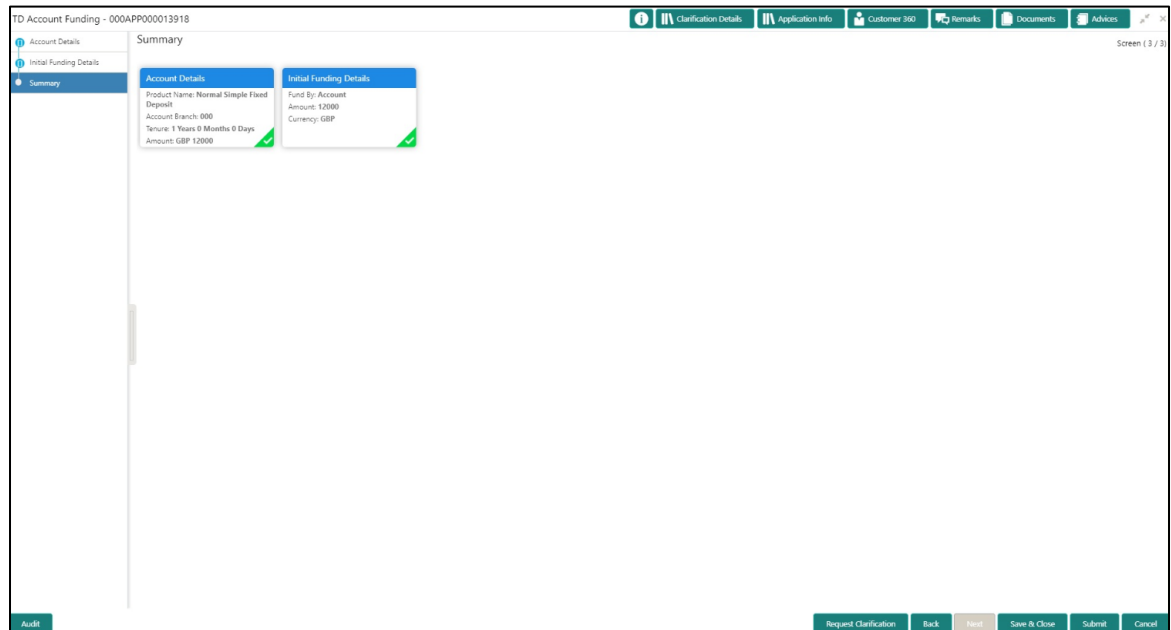 TD Account Funding - 000APP000013918
i Clarification Details Application Info Customer 360 Remarks Documents Advices
Account Details
Initial Funding Details
Summary
Summary
Screen ( 3 / 3)
Account Details
Product Name: Normal Simple Fixed
Deposit
Account Branch: 000
Tenure: 1 Years 0 Months 0 Days
Amount: GBP 12000
Initial Funding Details
Fund By: Account
Amount: 12000
Currency: GBP
Audit
Request Clarification Back Next Save & Close Submit Cancel